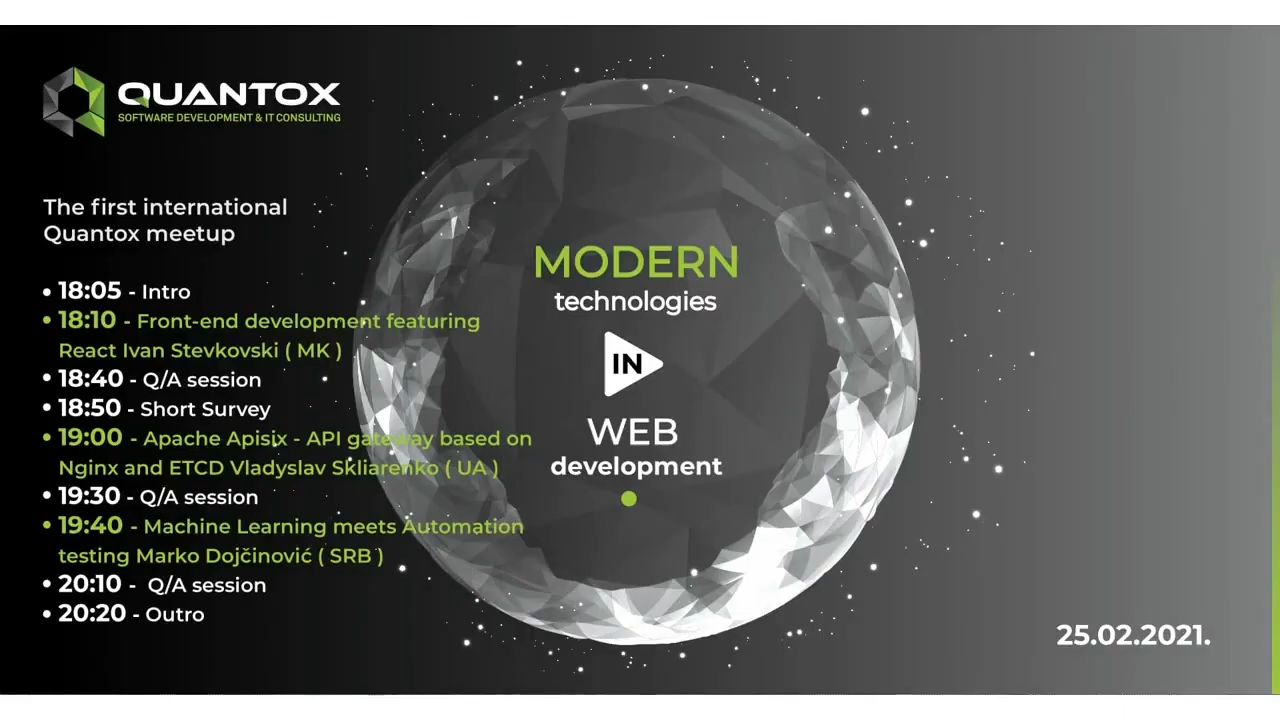 QUANTOX
SOFTWARE DEVELOPMENT & IT CONSULTING
The first international
Quantox meetup
• 18:05 - Intro
• 18:10 - Front-end development featuring
React Ivan Stevkovski ( MK )
• 18:40 - Q/A session
• 18:50 - Short Survey
• 19:00 - Apache Apisix - API gateway based on
Nginx and ETCD Vladyslav Skliarenko ( UA )
• 19:30 - Q/A session
• 19:40 - Machine Learning meets Automation
testing Marko Dojčinović ( SRB )
• 20:10 - Q/A session
• 20:20 - Outro
MODERN
technologies
IN
WEB
development
25.02.2021.